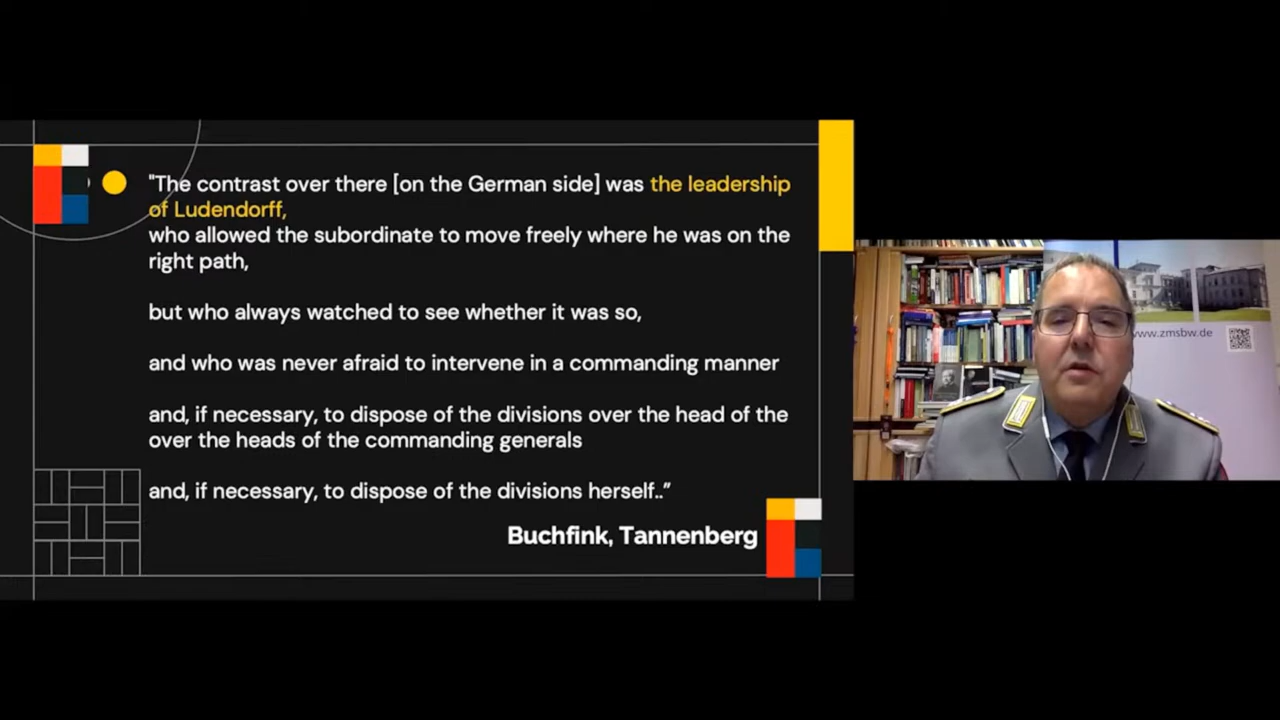 "The contrast over there [on the German side] was the leadership
of Ludendorff,
who allowed the subordinate to move freely where he was on the
right path,
but who always watched to see whether it was so,
and who was never afraid to intervene in a commanding manner
and, if necessary, to dispose of the divisions over the head of the
over the heads of the commanding generals
and, if necessary, to dispose of the divisions herself.."
Buchfink, Tannenberg
www.zmsbw.de